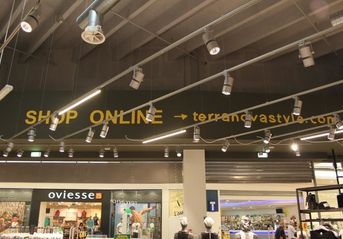 SHOP ONLINE → terranovastyle.com
oviesse
T